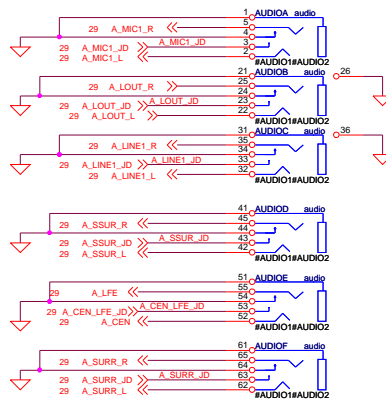 1 AUDIOA audio
29 A_MIC1_R 5
4
29 A_MIC1_JD A_MIC1_JD 3
29 A_MIC1_L 2
#AUDIO1#AUDIO2
21 AUDIOB audio 26
29 A_LOUT_R 25
24
29 A_LOUT_JD A_LOUT_JD 23
29 A_LOUT_L 22
#AUDIO1#AUDIO2
31 AUDIOC audio 36
29 A_LINE1_R 35
34
29 A_LINE1_JD A_LINE1_JD 33
29 A_LINE1_L 32
#AUDIO1#AUDIO2
41 AUDIOD audio
29 A_SSUR_R 45
44
29 A_SSUR_JD A_SSUR_JD 43
29 A_SSUR_L 42
#AUDIO1#AUDIO2
51 AUDIOE audio
29 A_LFE 55
54
29 A_CEN_LFE_JD A_CEN_LFE_JD 53
29 A_CEN 52
#AUDIO1#AUDIO2
61 AUDIOF audio
29 A_SURR_R 65
64
29 A_SURR_JD A_SURR_JD 63
29 A_SURR_L 62
#AUDIO1#AUDIO2